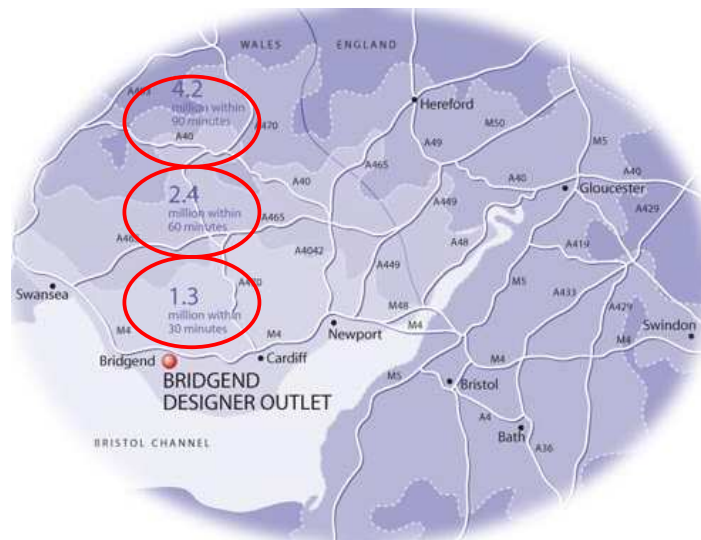 WALES
ENGLAND
4.2
million within
90 minutes
A40
A470
Hereford
M50
A49
M5
A465
A40
A40
Gloucester
A40
A429
2.4
million within
60 minutes
A465
A449
A4042
A48
A419
A470
A449
M5
A433
A429
Swansea
1.3
million within
30 minutes
M4
M4
M48
M4
Newport
Swindon
M4
M4
Bridgend
Cardiff
BRIDGEND
DESIGNER OUTLET
M5
Bristol
A4
Bath
A36
BRISTOL CHANNEL